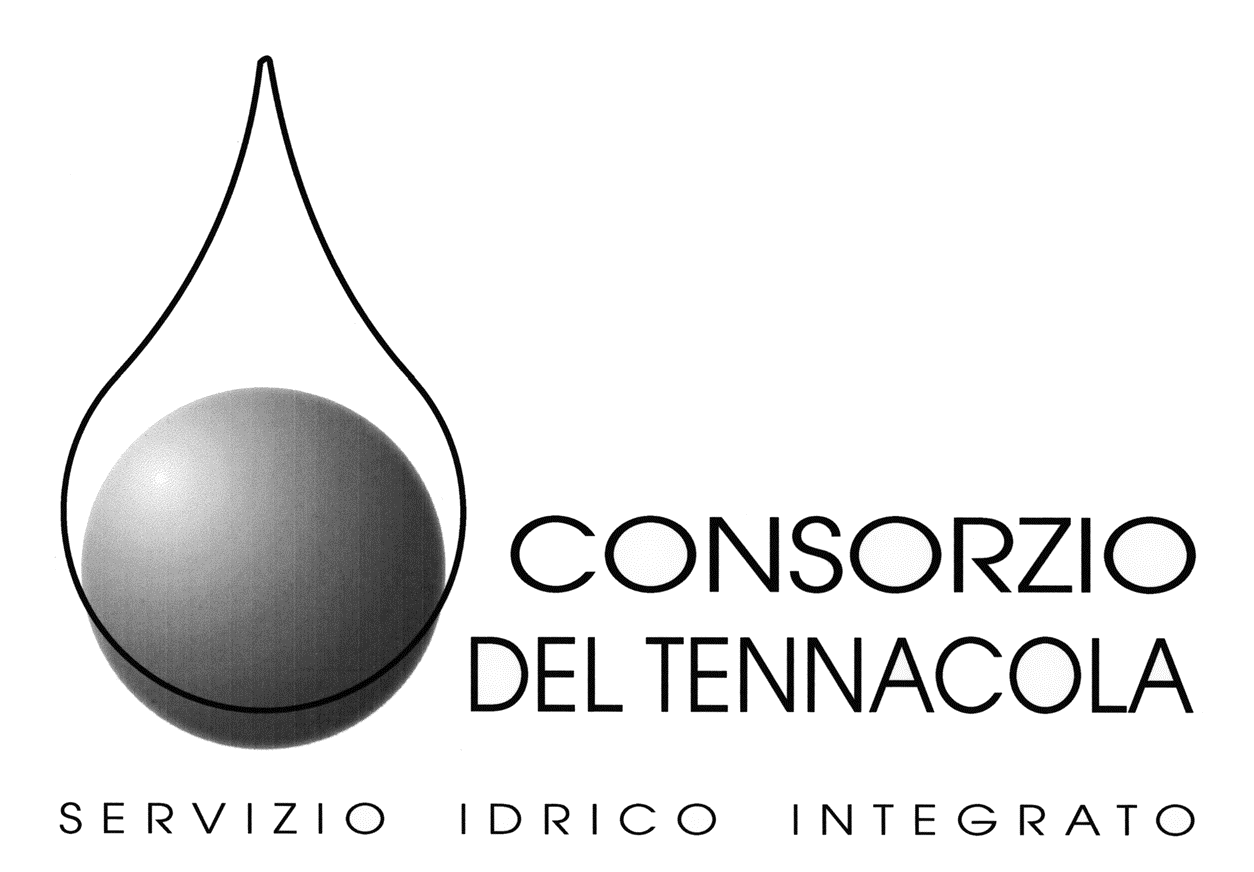 CONSORZIO
DEL TENNACOLA
SERVIZIO IDRICO INTEGRATO